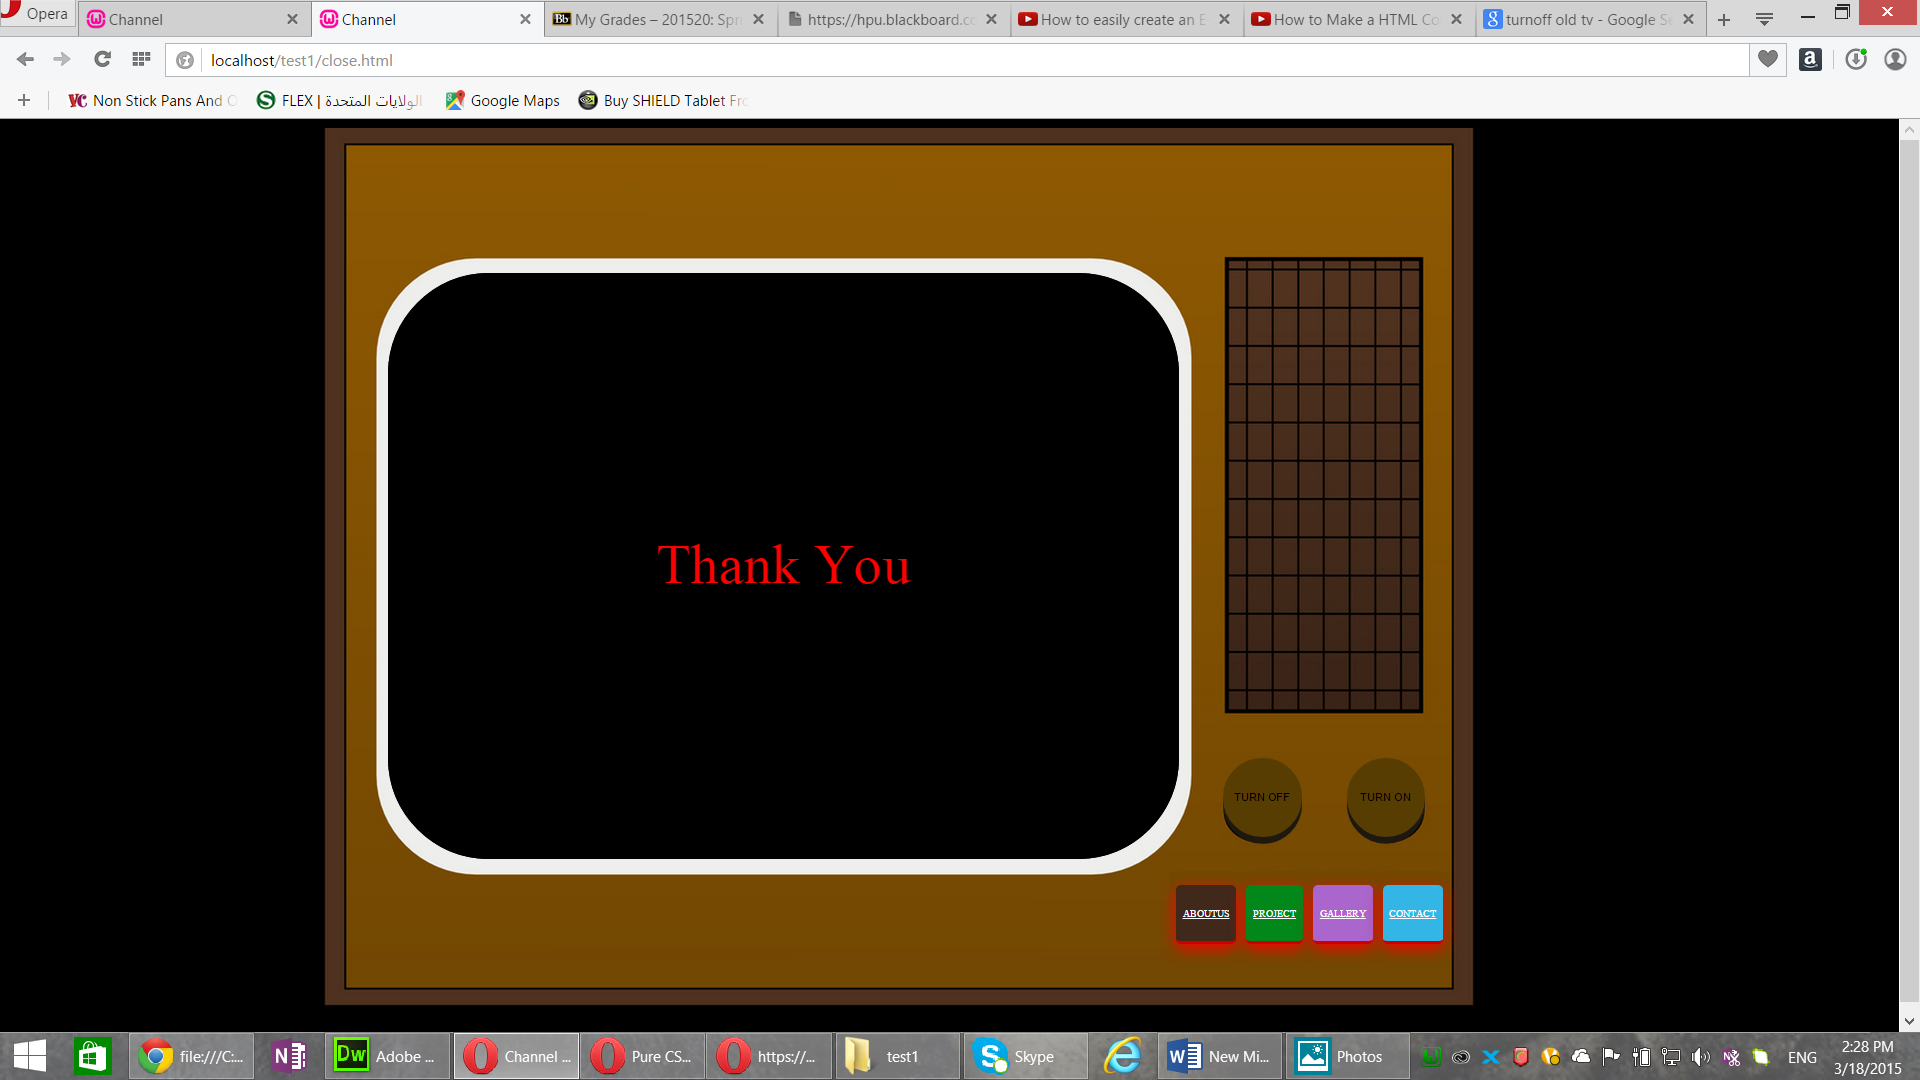 Opera
Channel
Channel
My Grades – 201520: Spr
https://hpu.blackboard.c
How to easily create an E
How to Make a HTML Co
turnoff old tv - Google Se
localhost/test1/close.html
Non Stick Pans And O
FLEX | الولايات المتحدة
Google Maps
Buy SHIELD Tablet Fro
Thank You
TURN OFF
TURN ON
ABOUTUS
PROJECT
GALLERY
CONTACT
file:///C:...
Adobe ...
Channel ...
Pure CS...
https://...
test1
Skype
New Mi...
Photos
ENG
2:28 PM
3/18/2015